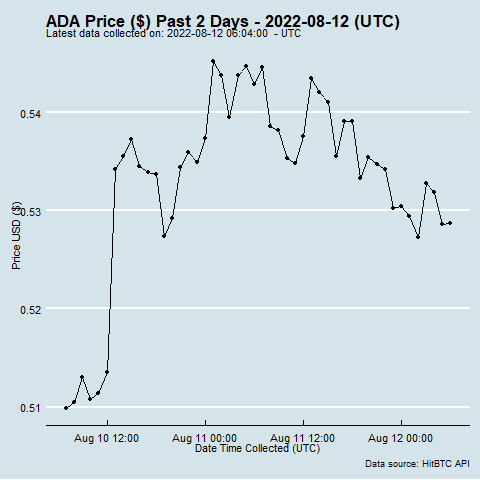 ADA Price ($) Past 2 Days - 2022-08-12 (UTC)
Latest data collected on: 2022-08-12 06:04:00  - UTC
0.54
0.53
0.52
0.51
Price USD ($)
Aug 10 12:00
Aug 11 00:00
Aug 11 12:00
Aug 12 00:00
Date Time Collected (UTC)
Data source: HitBTC API